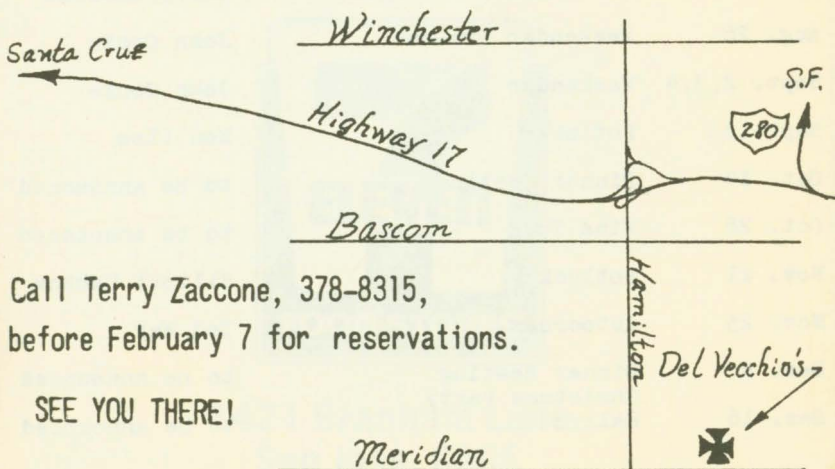 Winchester
Santa Cruz
S.F.
280
Highway 17
Bascom
Hamilton
Call Terry Zaccone, 378-8315,
before February 7 for reservations.
Del Vecchio's
SEE YOU THERE!
Meridian